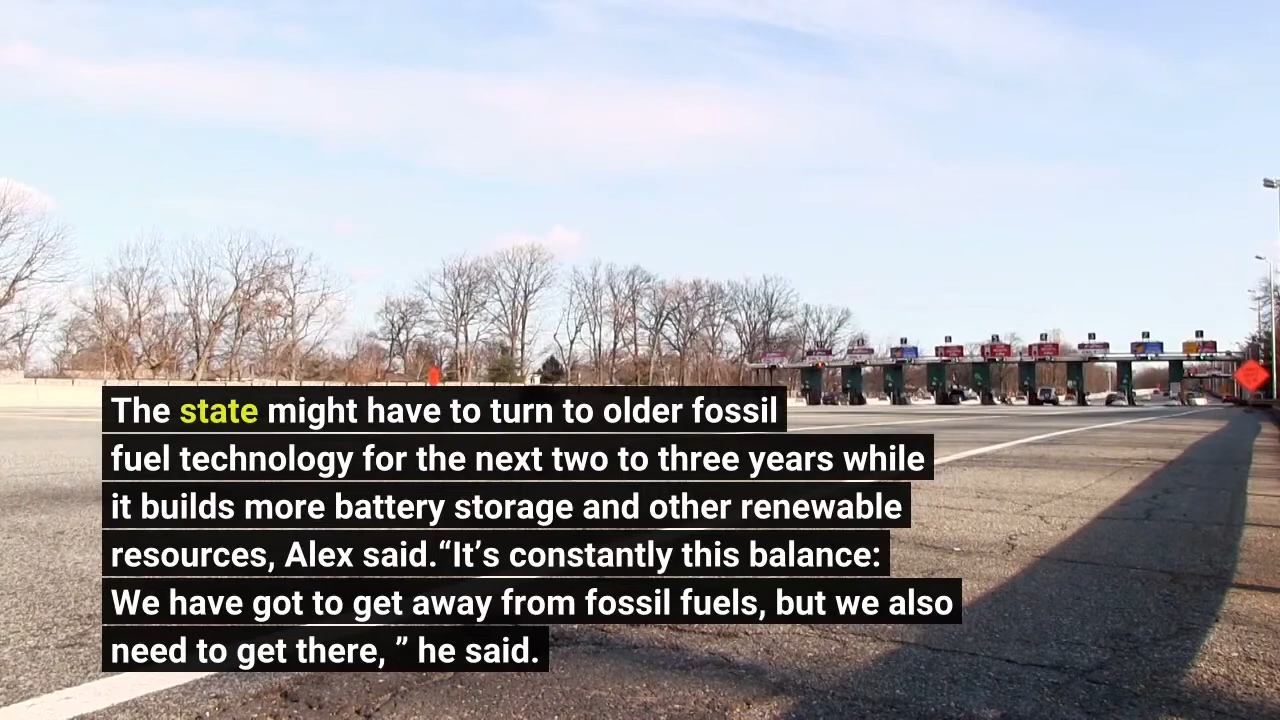 The state might have to turn to older fossil
fuel technology for the next two to three years while
it builds more battery storage and other renewable
resources, Alex said.“It’s constantly this balance:
We have got to get away from fossil fuels, but we also
need to get there, ” he said.